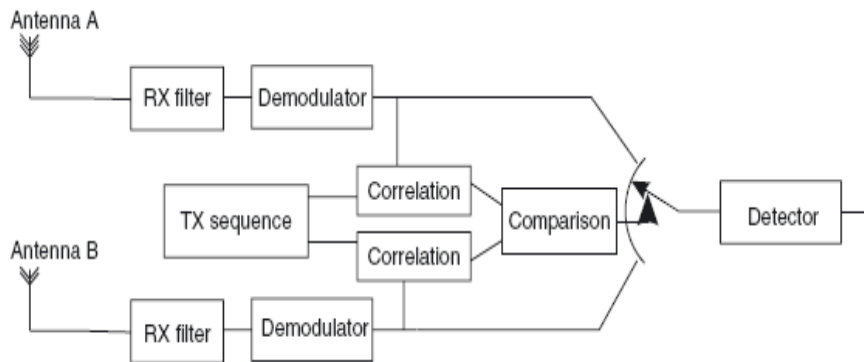 Antenna A
RX filter
Demodulator
Correlation
TX sequence
Comparison
Detector
Correlation
Antenna B
RX filter
Demodulator